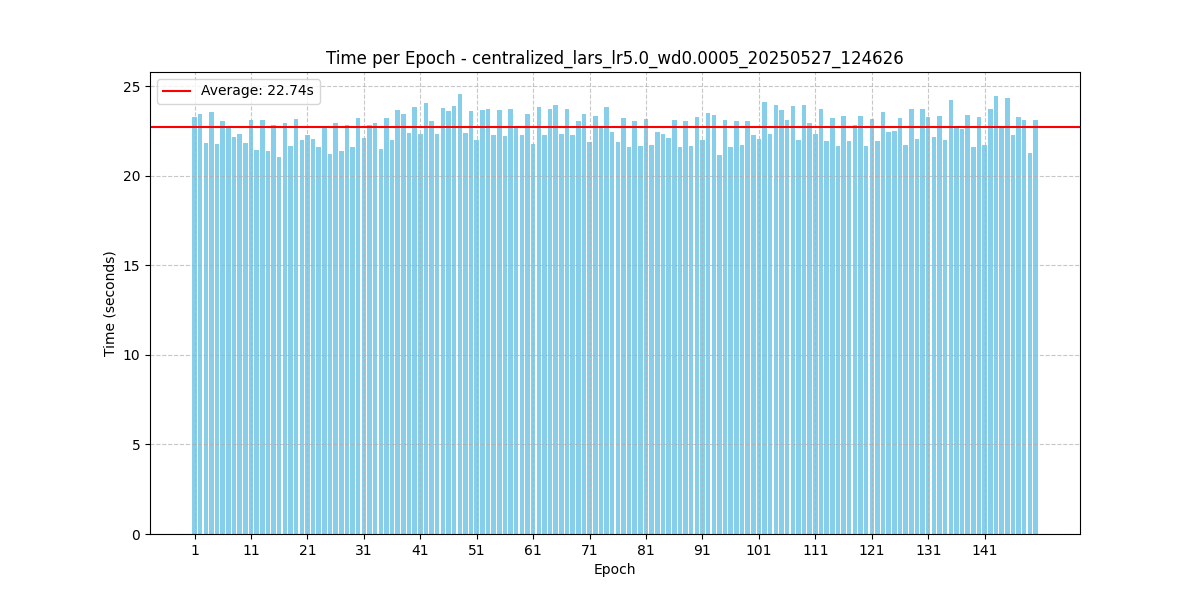 Time per Epoch - centralized_lars_lr5.0_wd0.0005_20250527_124626
Average: 22.74s
25
20
15
10
5
0
Time (seconds)
1 11 21 31 41 51 61 71 81 91 101 111 121 131 141
Epoch